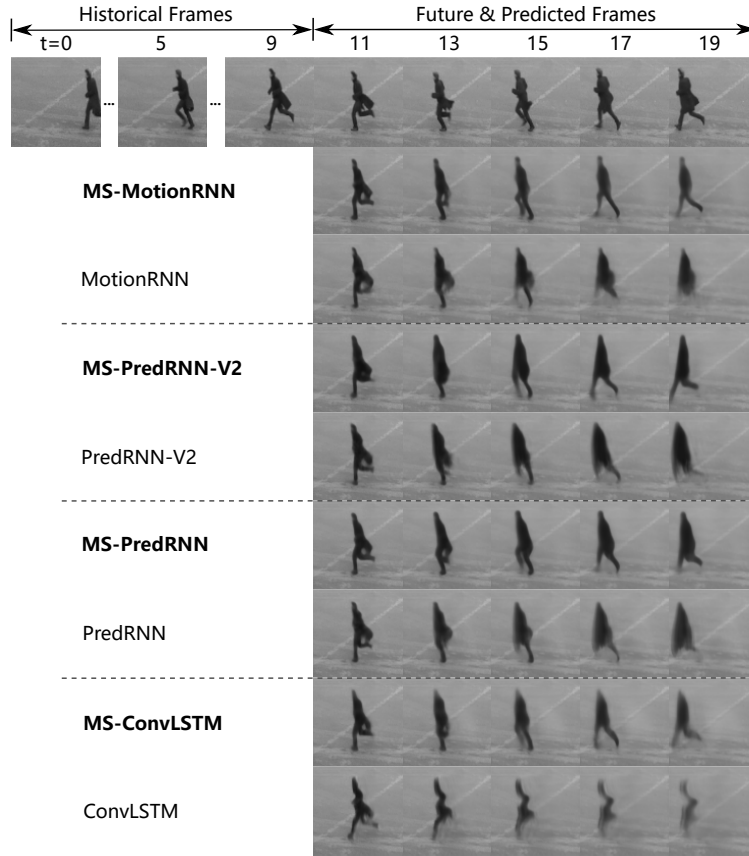 Historical Frames Future & Predicted Frames
t=0 5 9 11 13 15 17 19
... ...
MS-MotionRNN
MotionRNN
MS-PredRNN-V2
PredRNN-V2
MS-PredRNN
PredRNN
MS-ConvLSTM
ConvLSTM